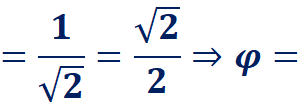 = 1/√2 = √2/2 ⇒ φ =